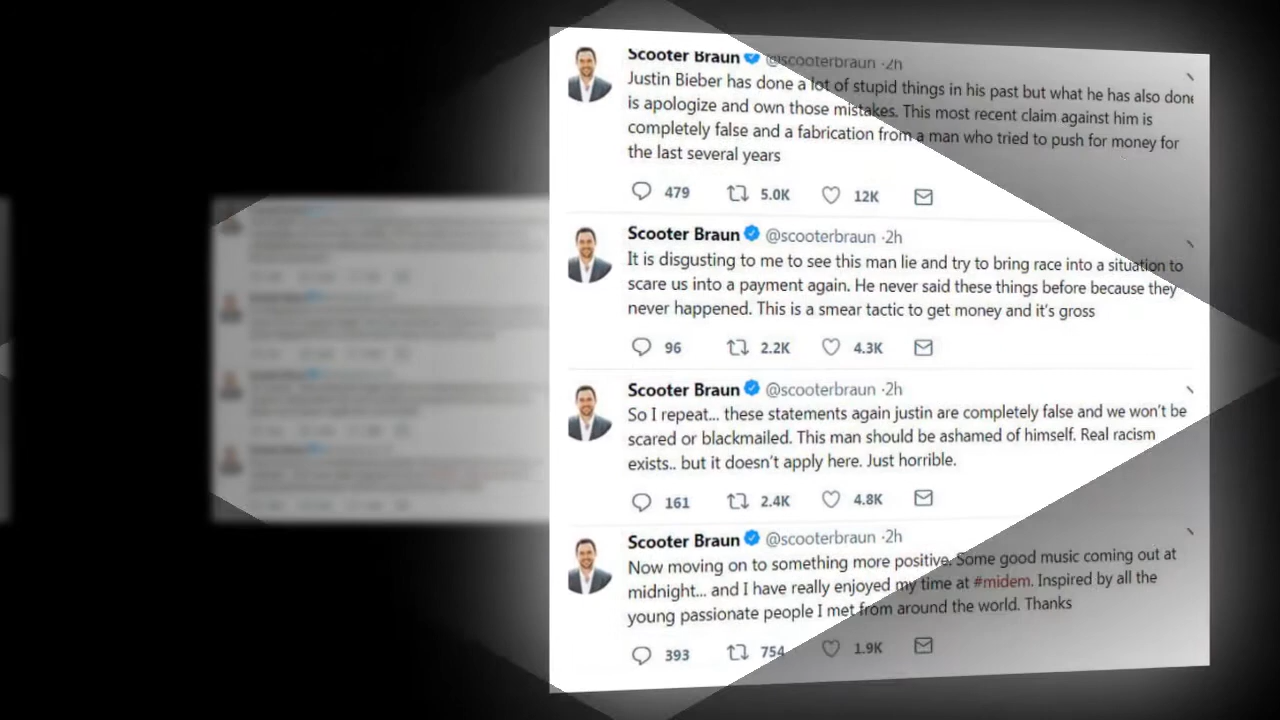 Scooter Braun @scooterbraun ·2h
Justin Bieber has done a lot of stupid things in his past but what he has also done
is apologize and own those mistakes. This most recent claim against him is
completely false and a fabrication from a man who tried to push for money for
the last several years
479 5.0K 12K
Scooter Braun @scooterbraun ·2h
It is disgusting to me to see this man lie and try to bring race into a situation to
scare us into a payment again. He never said these things before because they
never happened. This is a smear tactic to get money and it's gross
96 2.2K 4.3K
Scooter Braun @scooterbraun ·2h
So I repeat... these statements again justin are completely false and we won't be
scared or blackmailed. This man should be ashamed of himself. Real racism
exists.. but it doesn't apply here. Just horrible.
161 2.4K 4.8K
Scooter Braun @scooterbraun ·2h
Now moving on to something more positive. Some good music coming out at
midnight... and I have really enjoyed my time at #midem. Inspired by all the
young passionate people I met from around the world. Thanks
393 754 1.9K